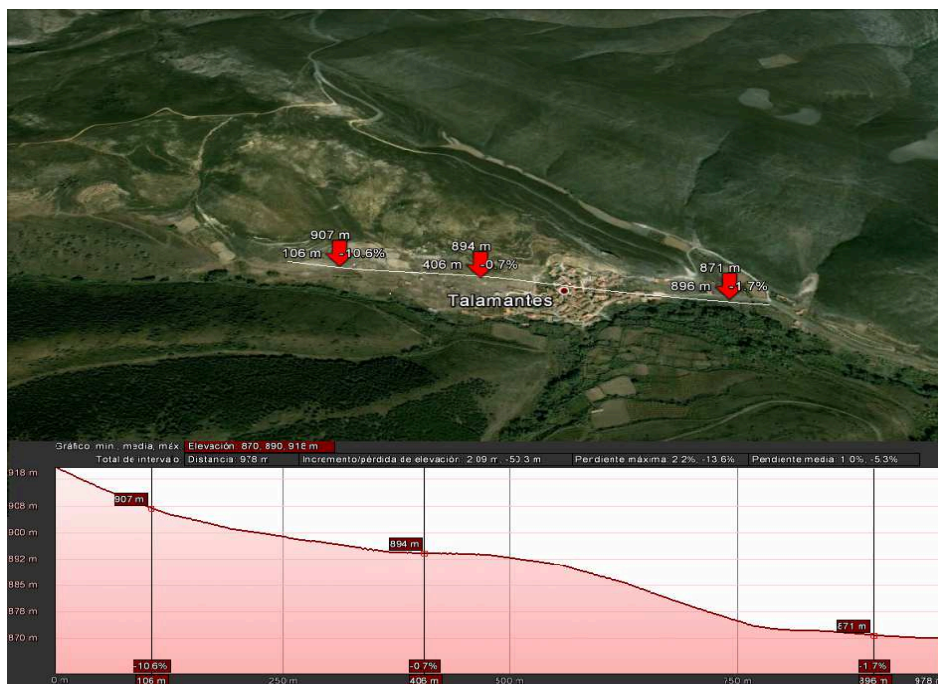 907 m
106 m -10.6%
894 m
406 m -0.7%
871 m
896 m -1.7%
Talamantes
Gráfico: mín., media, máx. Elevación: 870, 890, 918 m
Total de intervalo: Distancia: 978 m Incremento/pérdida de elevación: 2.09 m, -50.3 m Pendiente máxima: 2.2%, -13.6% Pendiente media: 1.0%, -5.3%
918 m
907 m
908 m
900 m
894 m
892 m
885 m
878 m
871 m
870 m
-10.6% -0.7% -1.7%
0 m 106 m 250 m 406 m 500 m 750 m 896 m 978 m